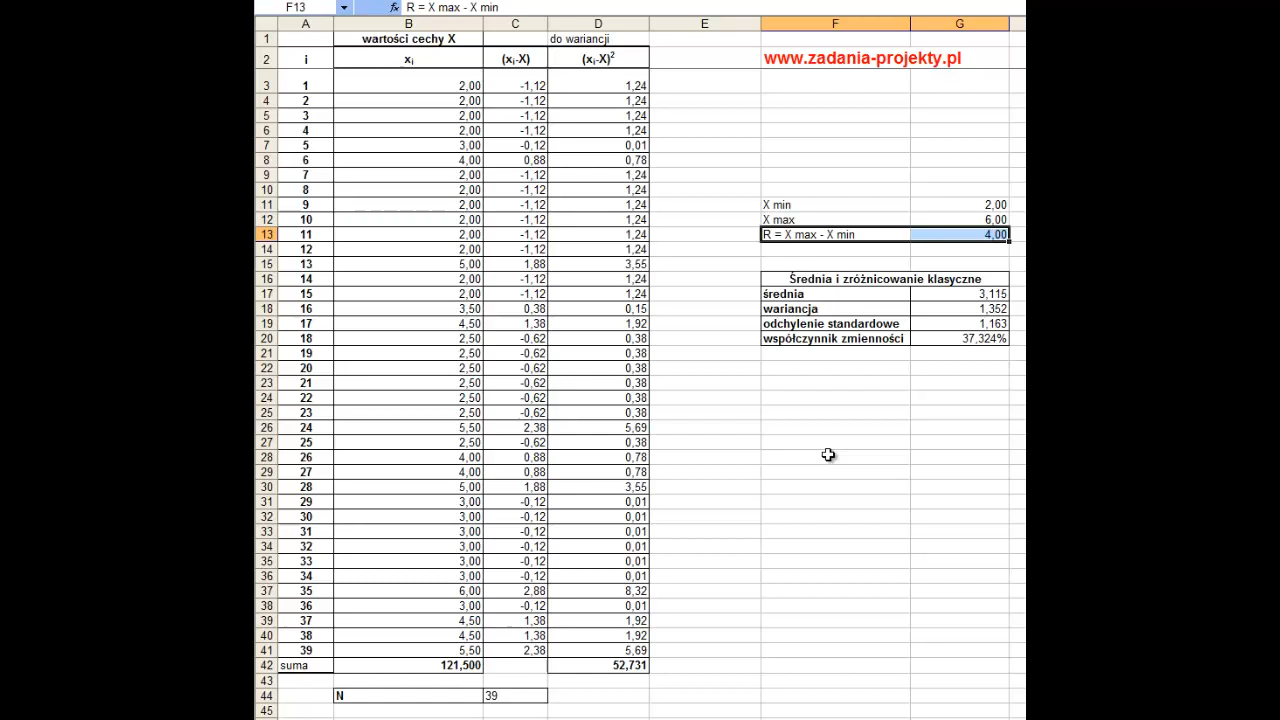 F13 fx R = X max - X min
A B C D E F G
1 wartości cechy X do wariancji
2 i xᵢ (xᵢ-X) (xᵢ-X)² www.zadania-projekty.pl
3 1 2,00 -1,12 1,24
4 2 2,00 -1,12 1,24
5 3 2,00 -1,12 1,24
6 4 2,00 -1,12 1,24
7 5 3,00 -0,12 0,01
8 6 4,00 0,88 0,78
9 7 2,00 -1,12 1,24
10 8 2,00 -1,12 1,24
11 9 2,00 -1,12 1,24 X min 2,00
12 10 2,00 -1,12 1,24 X max 6,00
13 11 2,00 -1,12 1,24 R = X max - X min 4,00
14 12 2,00 -1,12 1,24
15 13 5,00 1,88 3,55
16 14 2,00 -1,12 1,24 Średnia i zróżnicowanie klasyczne
17 15 2,00 -1,12 1,24 średnia 3,115
18 16 3,50 0,38 0,15 wariancja 1,352
19 17 4,50 1,38 1,92 odchylenie standardowe 1,163
20 18 2,50 -0,62 0,38 współczynnik zmienności 37,324%
21 19 2,50 -0,62 0,38
22 20 2,50 -0,62 0,38
23 21 2,50 -0,62 0,38
24 22 2,50 -0,62 0,38
25 23 2,50 -0,62 0,38
26 24 5,50 2,38 5,69
27 25 2,50 -0,62 0,38
28 26 4,00 0,88 0,78
29 27 4,00 0,88 0,78
30 28 5,00 1,88 3,55
31 29 3,00 -0,12 0,01
32 30 3,00 -0,12 0,01
33 31 3,00 -0,12 0,01
34 32 3,00 -0,12 0,01
35 33 3,00 -0,12 0,01
36 34 3,00 -0,12 0,01
37 35 6,00 2,88 8,32
38 36 3,00 -0,12 0,01
39 37 4,50 1,38 1,92
40 38 4,50 1,38 1,92
41 39 5,50 2,38 5,69
42 suma 121,500 52,731
43
44 N 39
45